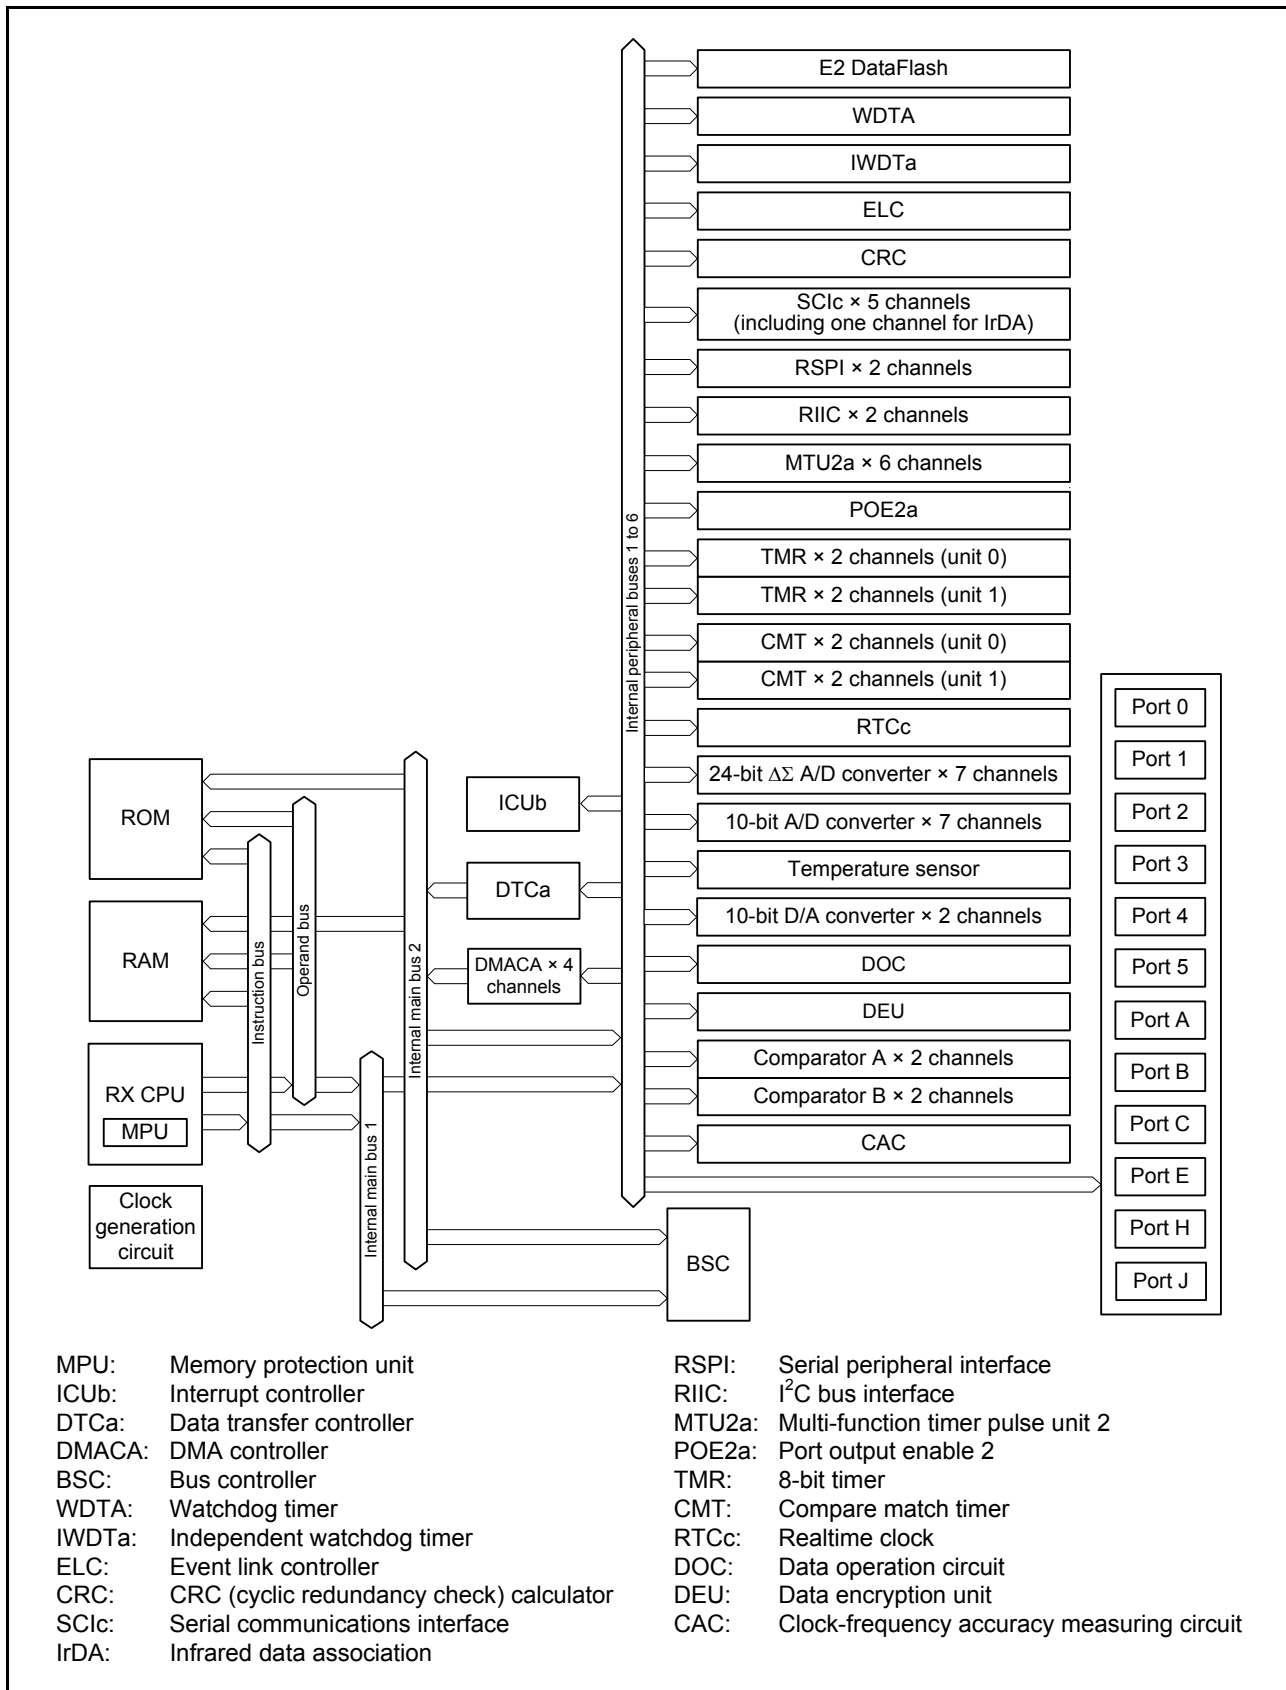 E2 DataFlash
WDTA
IWDTa
ELC
CRC
SCIc × 5 channels
(including one channel for IrDA)
RSPI × 2 channels
RIIC × 2 channels
MTU2a × 6 channels
POE2a
TMR × 2 channels (unit 0)
TMR × 2 channels (unit 1)
CMT × 2 channels (unit 0)
CMT × 2 channels (unit 1)
RTCc
24-bit ΔΣ A/D converter × 7 channels
10-bit A/D converter × 7 channels
Temperature sensor
10-bit D/A converter × 2 channels
DOC
DEU
Comparator A × 2 channels
Comparator B × 2 channels
CAC
Internal peripheral buses 1 to 6
Port 0
Port 1
Port 2
Port 3
Port 4
Port 5
Port A
Port B
Port C
Port E
Port H
Port J
ROM
RAM
RX CPU
MPU
Clock
generation
circuit
Instruction bus
Operand bus
Internal main bus 1
Internal main bus 2
ICUb
DTCa
DMACA × 4
channels
BSC
MPU: Memory protection unit
ICUb: Interrupt controller
DTCa: Data transfer controller
DMACA: DMA controller
BSC: Bus controller
WDTA: Watchdog timer
IWDTa: Independent watchdog timer
ELC: Event link controller
CRC: CRC (cyclic redundancy check) calculator
SCIc: Serial communications interface
IrDA: Infrared data association
RSPI: Serial peripheral interface
RIIC: I²C bus interface
MTU2a: Multi-function timer pulse unit 2
POE2a: Port output enable 2
TMR: 8-bit timer
CMT: Compare match timer
RTCc: Realtime clock
DOC: Data operation circuit
DEU: Data encryption unit
CAC: Clock-frequency accuracy measuring circuit